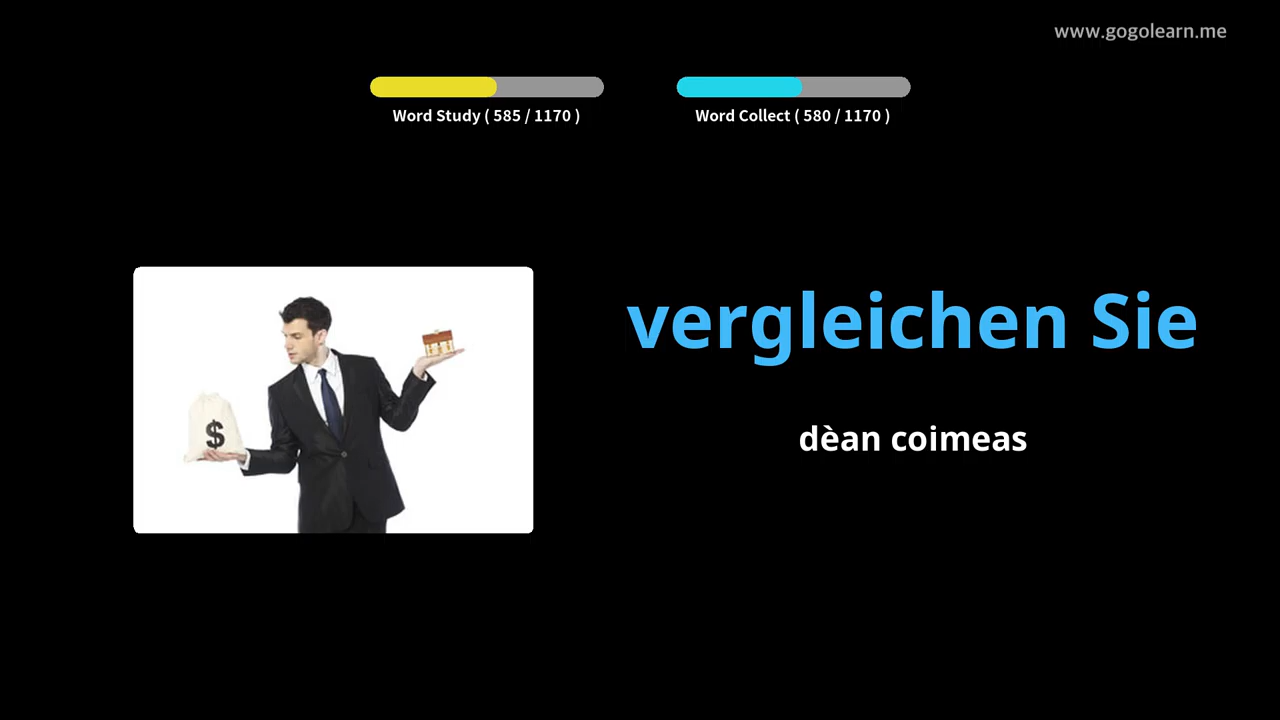 www.gogolearn.me
Word Study ( 585 / 1170 )
Word Collect ( 580 / 1170 )
vergleichen Sie
dèan coimeas
$